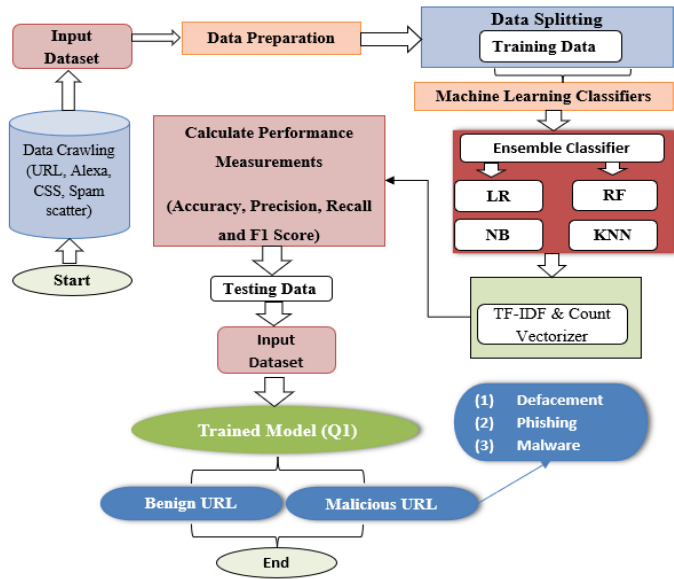 Input
Dataset
Data Preparation
Data Splitting
Training Data
Machine Learning Classifiers
Data Crawling
(URL, Alexa,
CSS, Spam
scatter)
Start
Calculate Performance
Measurements
(Accuracy, Precision, Recall
and F1 Score)
Ensemble Classifier
LR
RF
NB
KNN
TF-IDF & Count
Vectorizer
Testing Data
Input
Dataset
Trained Model (Q1)
(1) Defacement
(2) Phishing
(3) Malware
Benign URL
Malicious URL
End